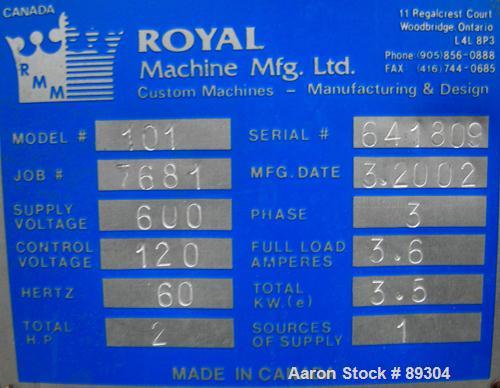 CANADA
RMM
ROYAL
Machine Mfg. Ltd.
Custom Machines - Manufacturing & Design
11 Regalcrest Court
Woodbridge Ontario
L4L 8P3
Phone (905) 856-0888
FAX (416) 744-0685
MODEL # 101 SERIAL # 641809
JOB # 7681 MFG. DATE 3.2002
SUPPLY VOLTAGE 600 PHASE 3
CONTROL VOLTAGE 120 FULL LOAD AMPERES 3.6
HERTZ 60 TOTAL KW.(e) 3.5
TOTAL H.P. 2 SOURCES OF SUPPLY 1
MADE IN
Aaron Stock # 89304